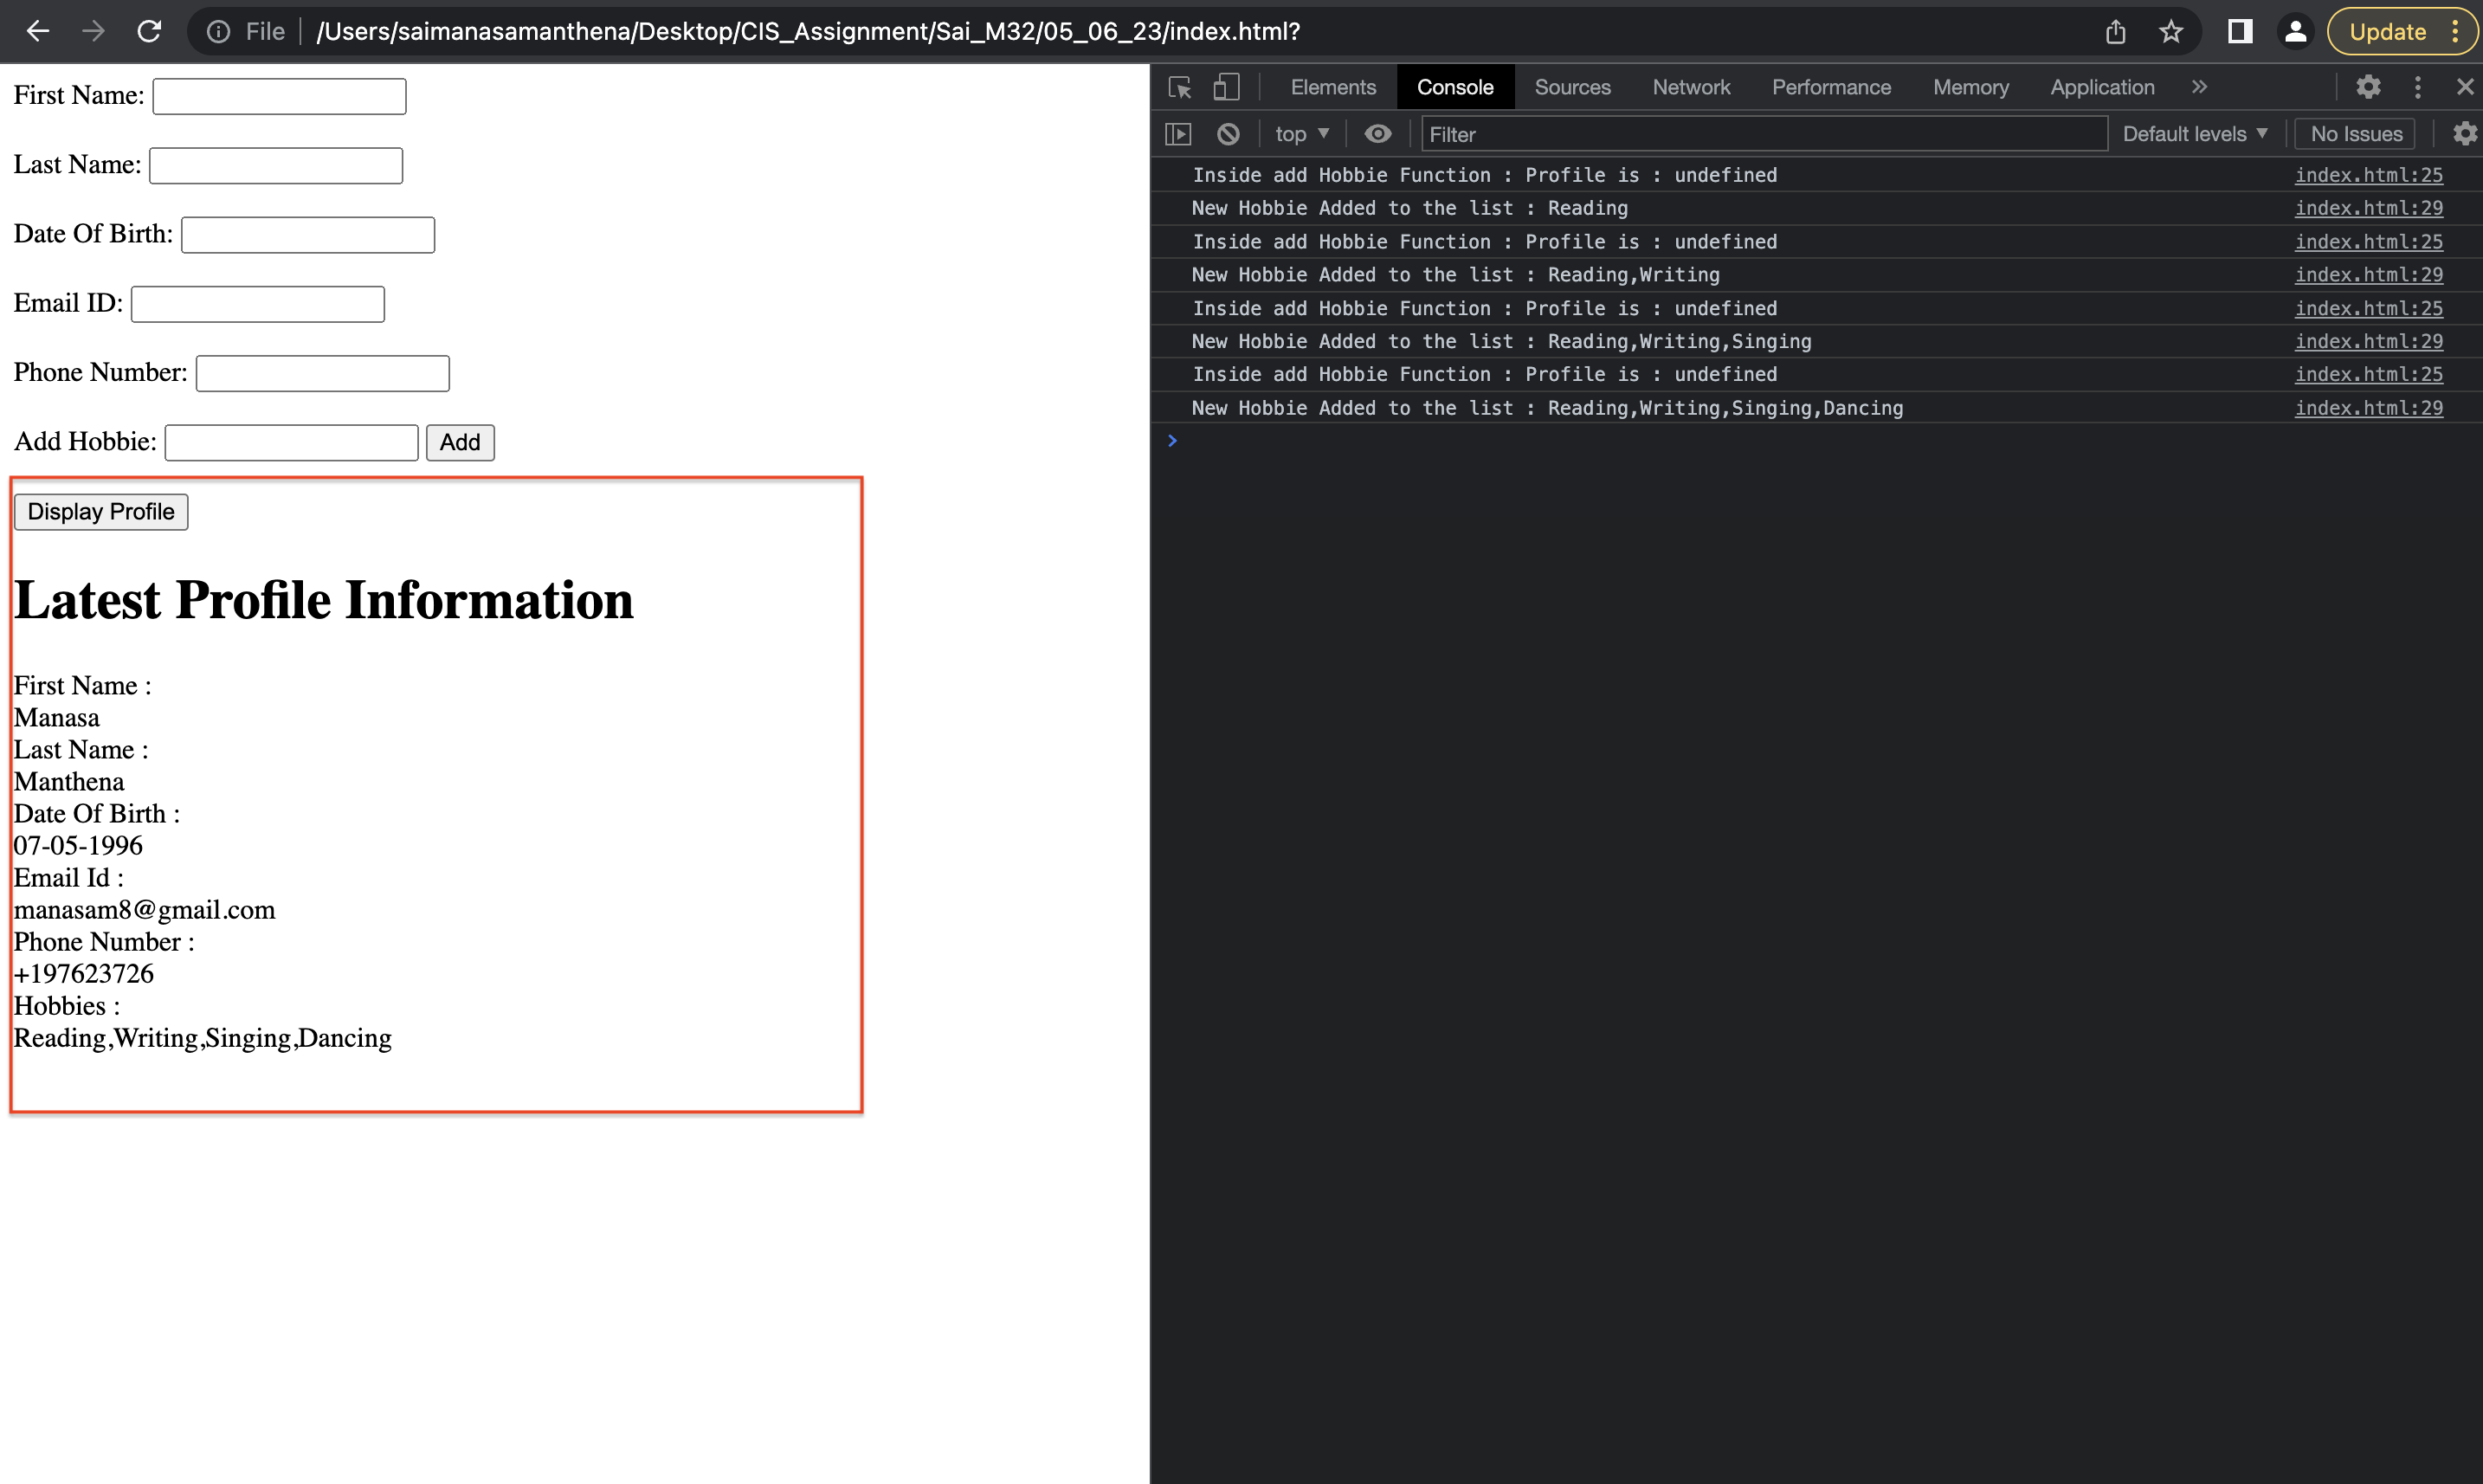 File | /Users/saimanasamanthena/Desktop/CIS_Assignment/Sai_M32/05_06_23/index.html?
Update
First Name:
Last Name:
Date Of Birth:
Email ID:
Phone Number:
Add Hobbie: Add
Display Profile
Latest Profile Information
First Name :
Manasa
Last Name :
Manthena
Date Of Birth :
07-05-1996
Email Id :
manasam8@gmail.com
Phone Number :
+197623726
Hobbies :
Reading,Writing,Singing,Dancing
Elements Console Sources Network Performance Memory Application
top Filter Default levels No Issues
Inside add Hobbie Function : Profile is : undefined index.html:25
New Hobbie Added to the list : Reading index.html:29
Inside add Hobbie Function : Profile is : undefined index.html:25
New Hobbie Added to the list : Reading,Writing index.html:29
Inside add Hobbie Function : Profile is : undefined index.html:25
New Hobbie Added to the list : Reading,Writing,Singing index.html:29
Inside add Hobbie Function : Profile is : undefined index.html:25
New Hobbie Added to the list : Reading,Writing,Singing,Dancing index.html:29